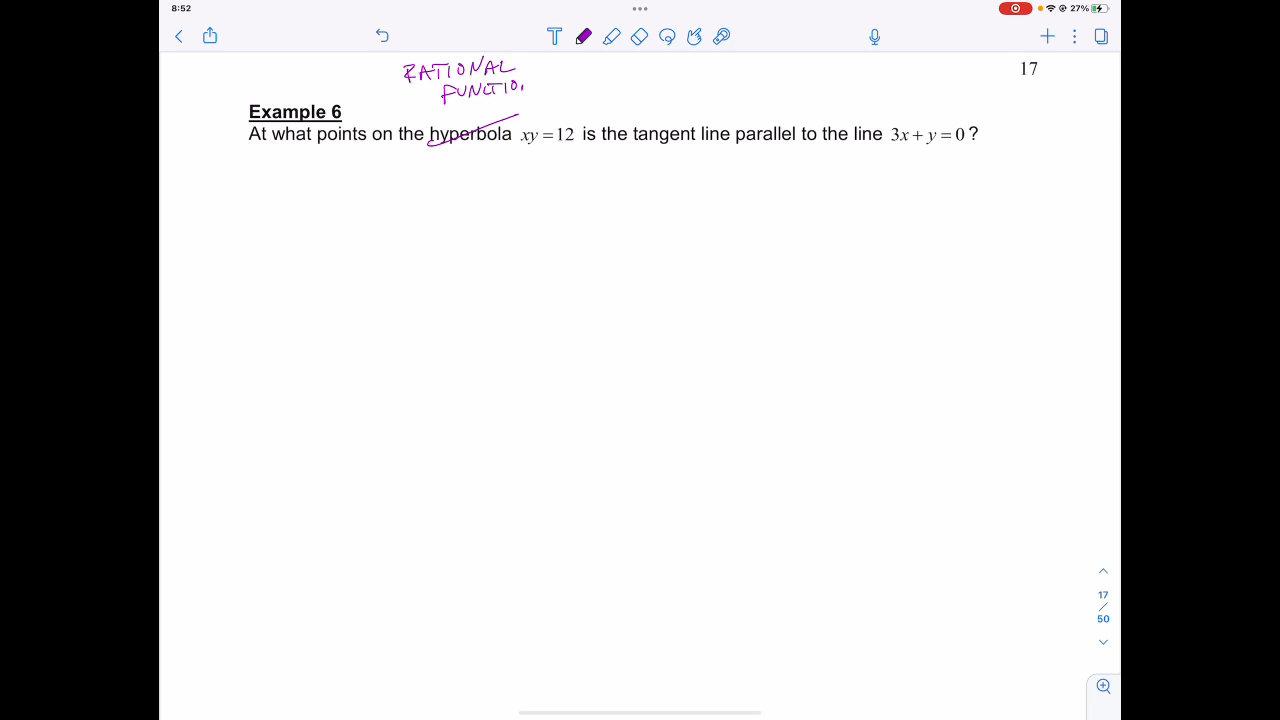 8:52
27%
RATIONAL
17
FUNCTIO
Example 6
At what points on the hyperbola xy = 12 is the tangent line parallel to the line 3x + y = 0 ?
17
/
50